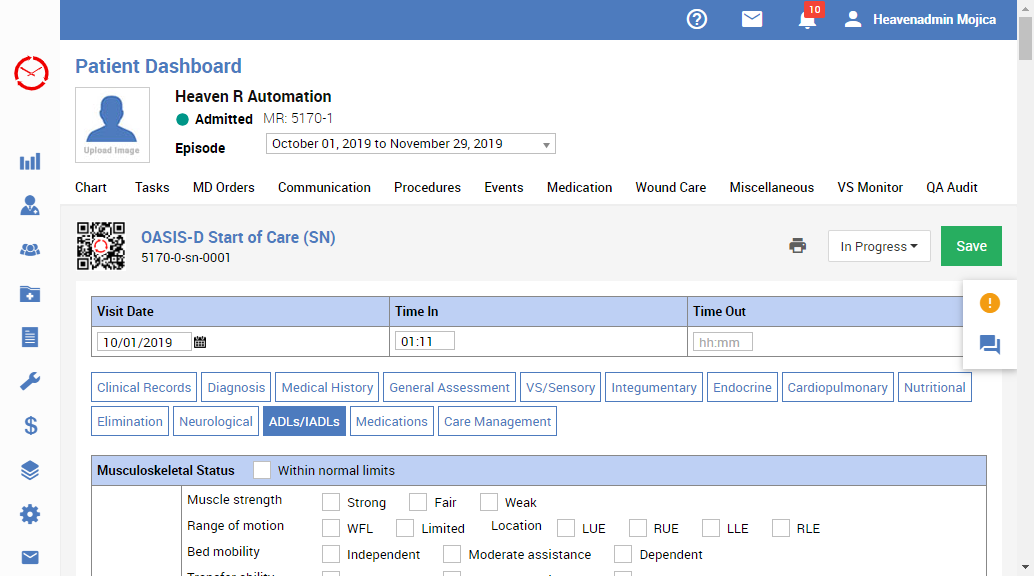 10
Heavenadmin Mojica
Patient Dashboard
Upload Image
Heaven R Automation
Admitted MR: 5170-1
Episode October 01, 2019 to November 29, 2019
Chart Tasks MD Orders Communication Procedures Events Medication Wound Care Miscellaneous VS Monitor QA Audit
OASIS-D Start of Care (SN)
5170-0-sn-0001
In Progress Save
Visit Date Time In Time Out
10/01/2019 01:11 hh:mm
Clinical Records Diagnosis Medical History General Assessment VS/Sensory Integumentary Endocrine Cardiopulmonary Nutritional
Elimination Neurological ADLs/IADLs Medications Care Management
Musculoskeletal Status Within normal limits
Muscle strength Strong Fair Weak
Range of motion WFL Limited Location LUE RUE LLE RLE
Bed mobility Independent Moderate assistance Dependent
Transfer ability